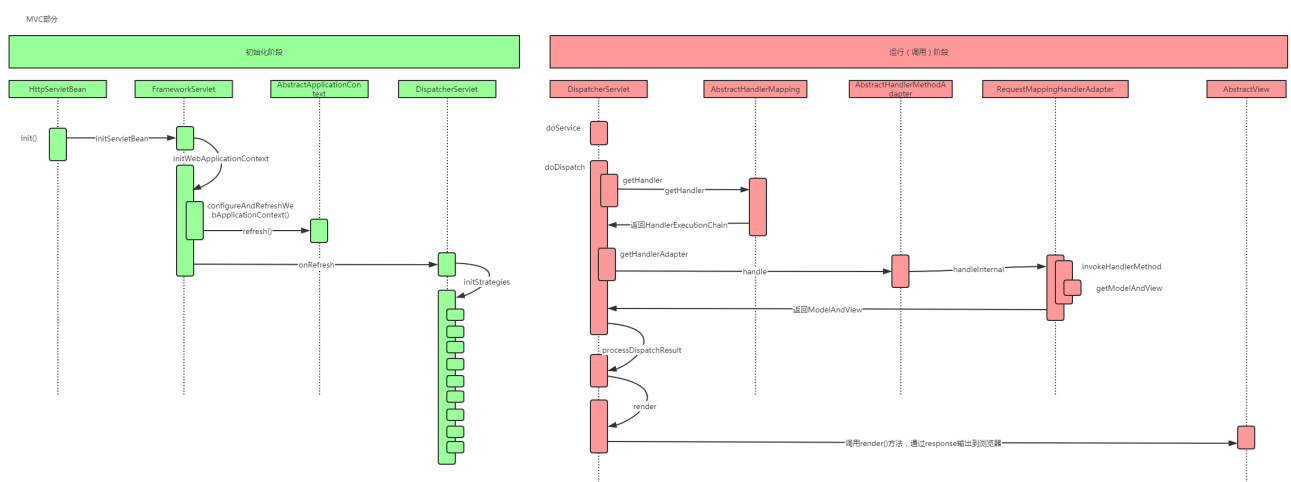 MVC部分
初始化阶段
HttpServletBean
FrameworkServlet
AbstractApplicationCon
text
DispatcherServlet
init()
initServletBean
initWebApplicationContext
configureAndRefreshWe
bApplicationContext()
refresh()
onRefresh
initStrategies
运行（调用）阶段
DispatcherServlet
AbstractHandlerMapping
AbstractHandlerMethodA
dapter
RequestMappingHandlerAdapter
AbstractView
doService
doDispatch
getHandler
getHandler
返回HandlerExecutionChain
getHandlerAdapter
handle
handleInternal
invokeHandlerMethod
getModelAndView
返回ModelAndView
processDispatchResult
render
调用render()方法，通过response输出到浏览器